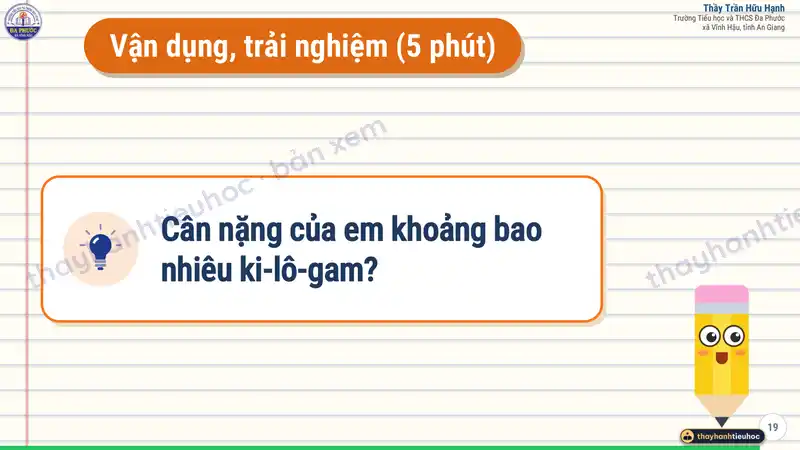 Thầy Trần Hữu Hạnh
Trường Tiểu học và THCS Đa Phước
xã Vĩnh Hậu, tỉnh An Giang
ĐA PHƯỚC
Vận dụng, trải nghiệm (5 phút)
thayhanhtieuhoc · bản xem
Cân nặng của em khoảng bao
nhiêu ki-lô-gam?
thayhanhtie
19
thayhanhtieuhoc